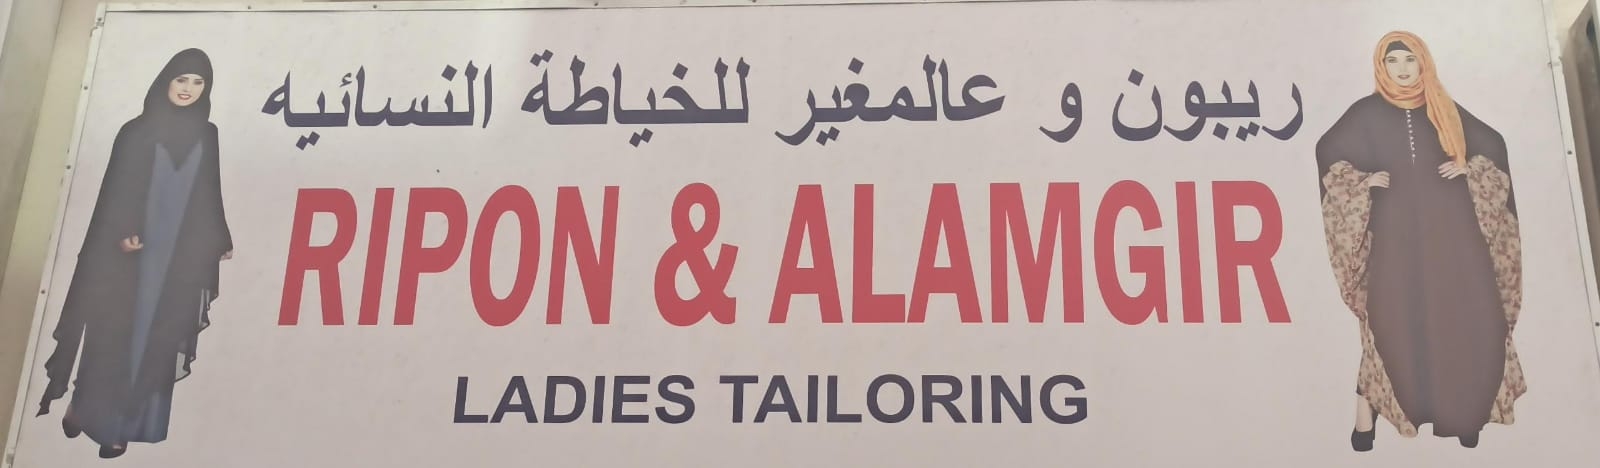 ريبون و عالمغير للخياطة النسائيه
RIPON & ALAMGIR
LADIES TAILORING